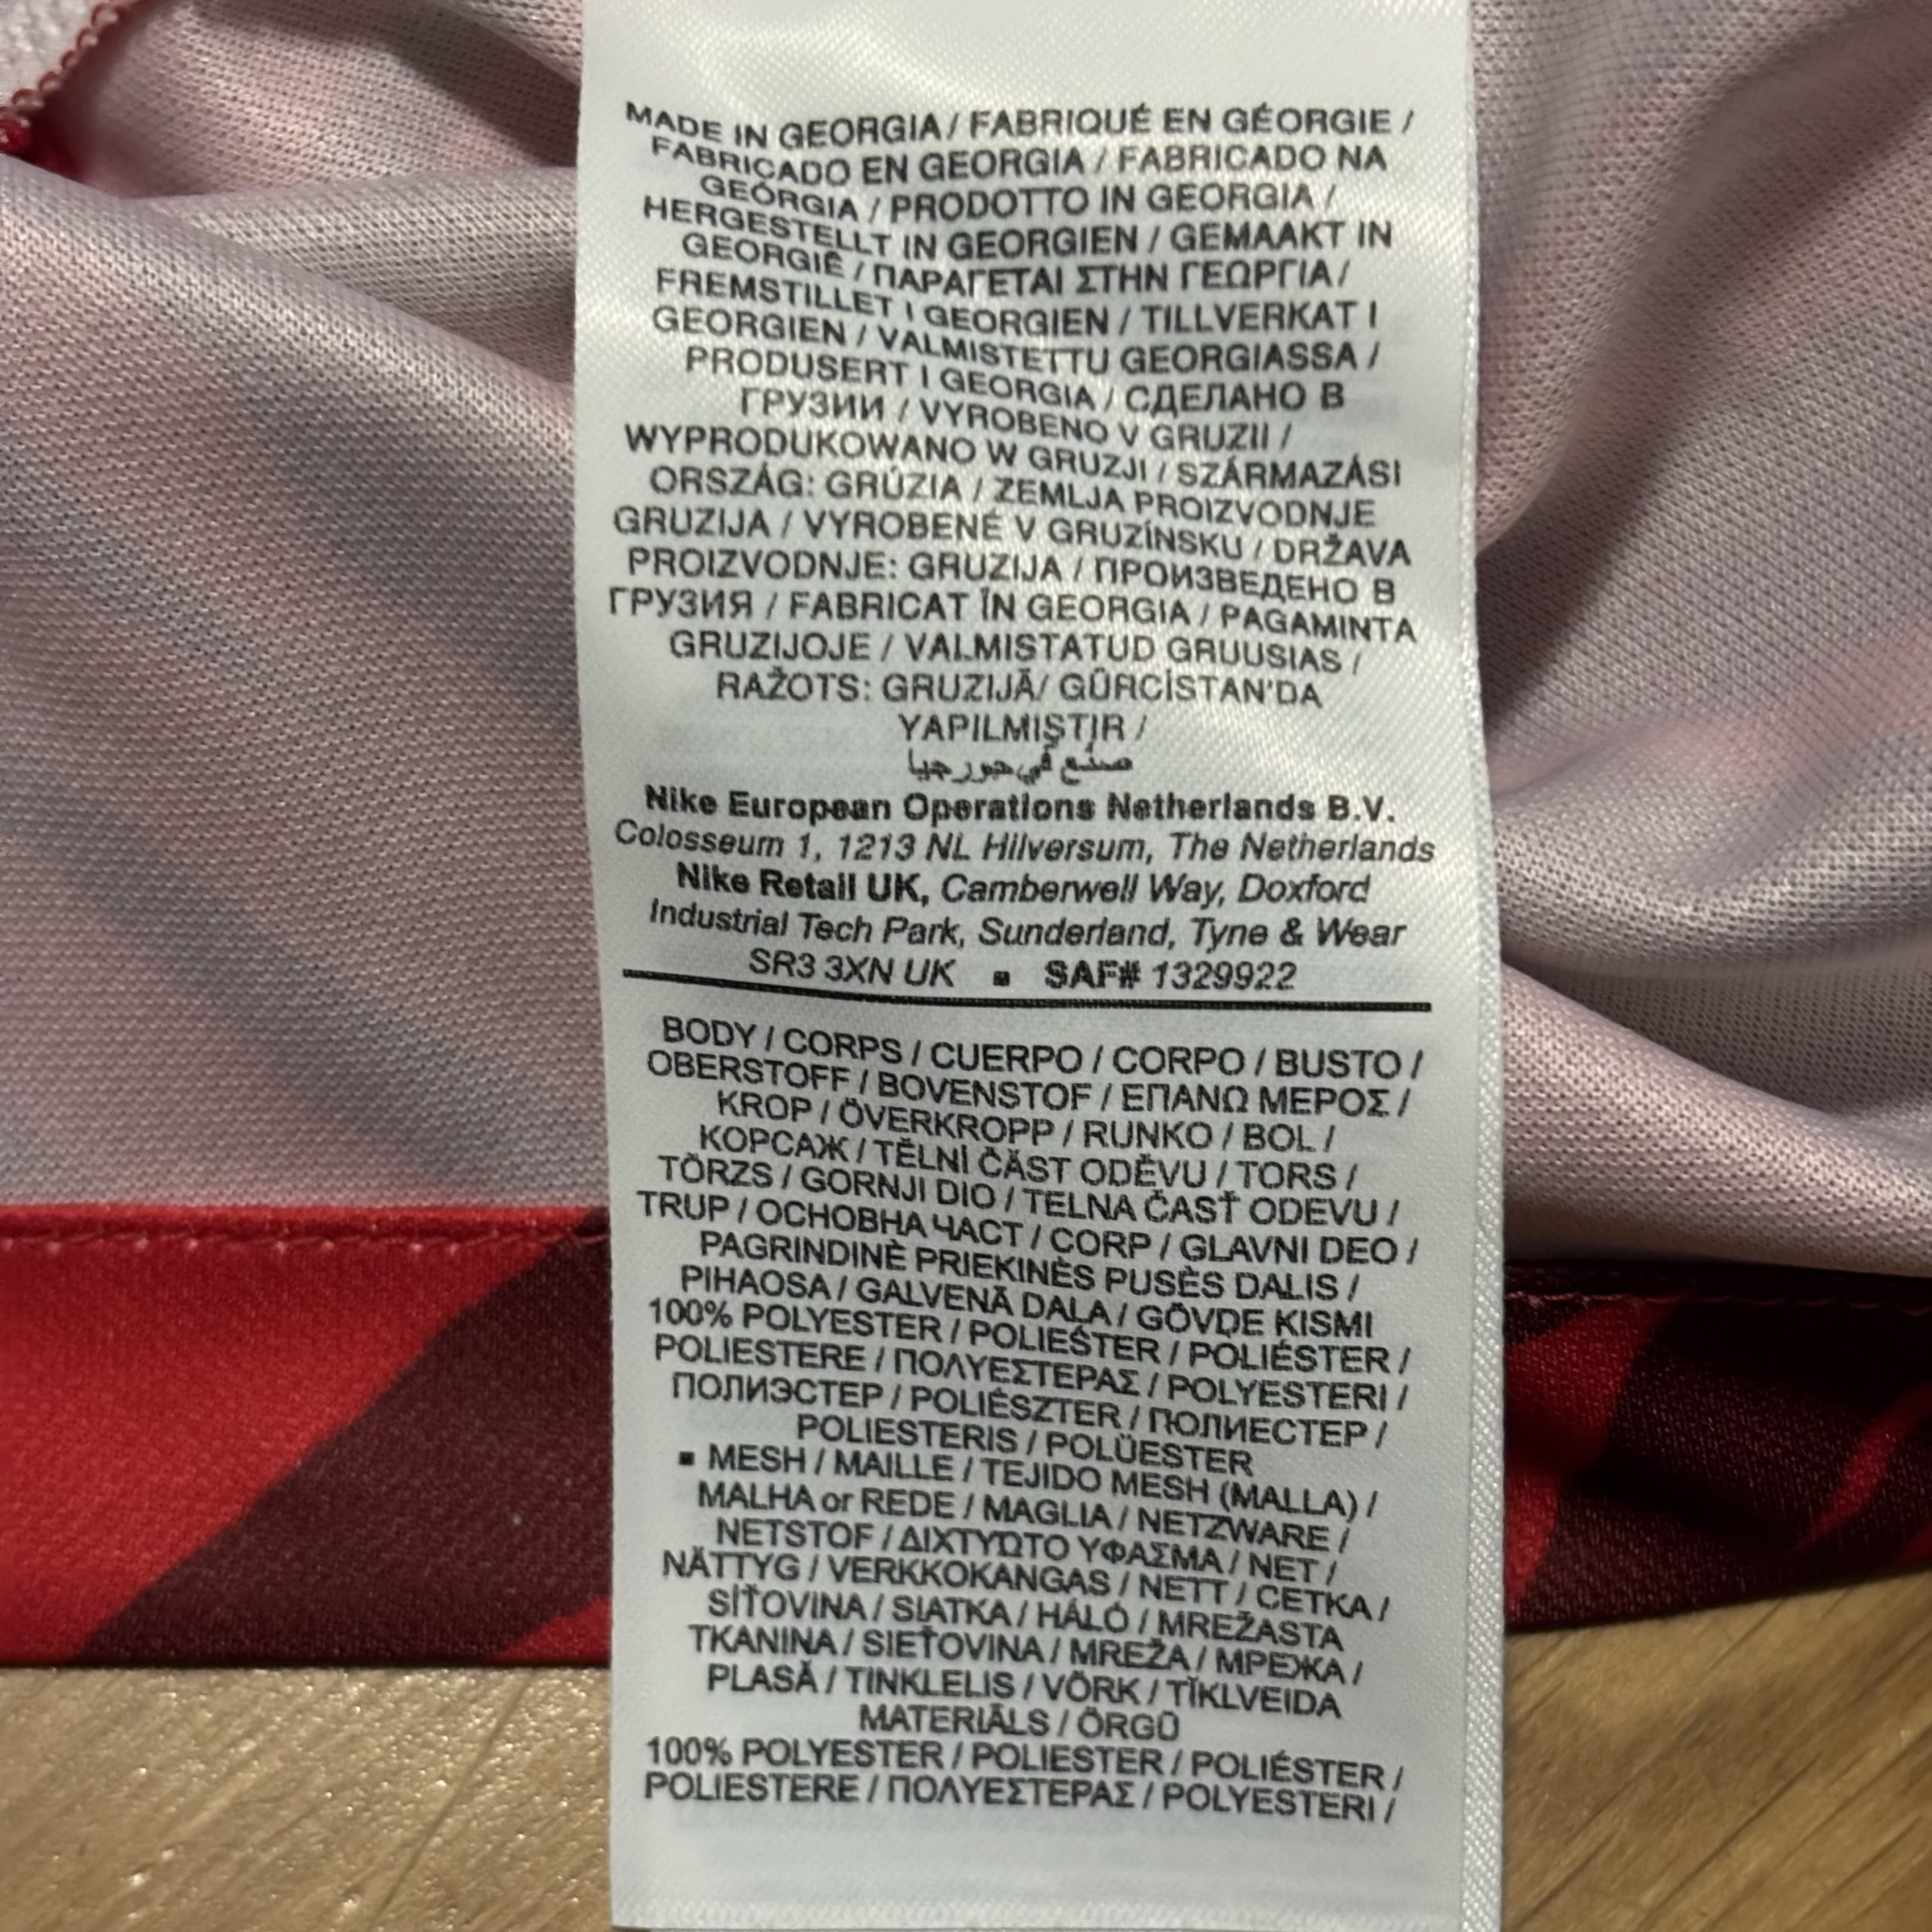 MADE IN GEORGIA / FABRIQUÉ EN GÉORGIE /
FABRICADO EN GEORGIA / FABRICADO NA
GEÓRGIA / PRODOTTO IN GEORGIA /
HERGESTELLT IN GEORGIEN / GEMAAKT IN
GEORGIË / ΠΑΡΑΓΕΤΑΙ ΣΤΗΝ ΓΕΩΡΓΙΑ /
FREMSTILLET I GEORGIEN / TILLVERKAT I
GEORGIEN / VALMISTETTU GEORGIASSA /
PRODUSERT I GEORGIA / СДЕЛАНО В
ГРУЗИИ / VYROBENO V GRUZII /
WYPRODUKOWANO W GRUZJI / SZÁRMAZÁSI
ORSZÁG: GRÚZIA / ZEMLJA PROIZVODNJE
GRUZIJA / VYROBENÉ V GRUZÍNSKU / DRŽAVA
PROIZVODNJE: GRUZIJA / ПРОИЗВЕДЕНО В
ГРУЗИЯ / FABRICAT ÎN GEORGIA / PAGAMINTA
GRUZIJOJE / VALMISTATUD GRUUSIAS /
RAŽOTS: GRUZIJĀ/ GÜRCİSTAN'DA
YAPILMIŞTIR /
صنع في جورجيا
Nike European Operations Netherlands B.V.
Colosseum 1, 1213 NL Hilversum, The Netherlands
Nike Retail UK, Camberwell Way, Doxford
Industrial Tech Park, Sunderland, Tyne & Wear
SR3 3XN UK ▪ SAF# 1329922
BODY / CORPS / CUERPO / CORPO / BUSTO /
OBERSTOFF / BOVENSTOF / ΕΠΑΝΩ ΜΕΡΟΣ /
KROP / ÖVERKROPP / RUNKO / BOL /
КОРСАЖ / TĚLNÍ ČÁST ODĚVU / TORS /
TÖRZS / GORNJI DIO / TELNA ČASŤ ODEVU /
TRUP / ОСНОВНА ЧАСТ / CORP / GLAVNI DEO /
PAGRINDINĖ PRIEKINĖS PUSĖS DALIS /
PIHAOSA / GALVENĀ DAĻA / GÖVDE KISMI
100% POLYESTER / POLIÉSTER / POLIÉSTER /
POLIESTERE / ΠΟΛΥΕΣΤΕΡΑΣ / POLYESTERI /
ПОЛИЭСТЕР / POLIÉSZTER / ПОЛИЕСТЕР /
POLIESTERIS / POLÜESTER
▪ MESH / MAILLE / TEJIDO MESH (MALLA) /
MALHA or REDE / MAGLIA / NETZWARE /
NETSTOF / ΔΙΧΤΥΩΤΟ ΥΦΑΣΜΑ / NET /
NÄTTYG / VERKKOKANGAS / NETT / СЕТКА /
SÍŤOVINA / SIATKA / HÁLÓ / MREŽASTA
TKANINA / SIEŤOVINA / MREŽA / МРЕЖА /
PLASĂ / TINKLELIS / VÕRK / TĪKLVEIDA
MATERIĀLS / ÖRGÜ
100% POLYESTER / POLIESTER / POLIÉSTER /
POLIESTERE / ΠΟΛΥΕΣΤΕΡΑΣ / POLYESTERI /